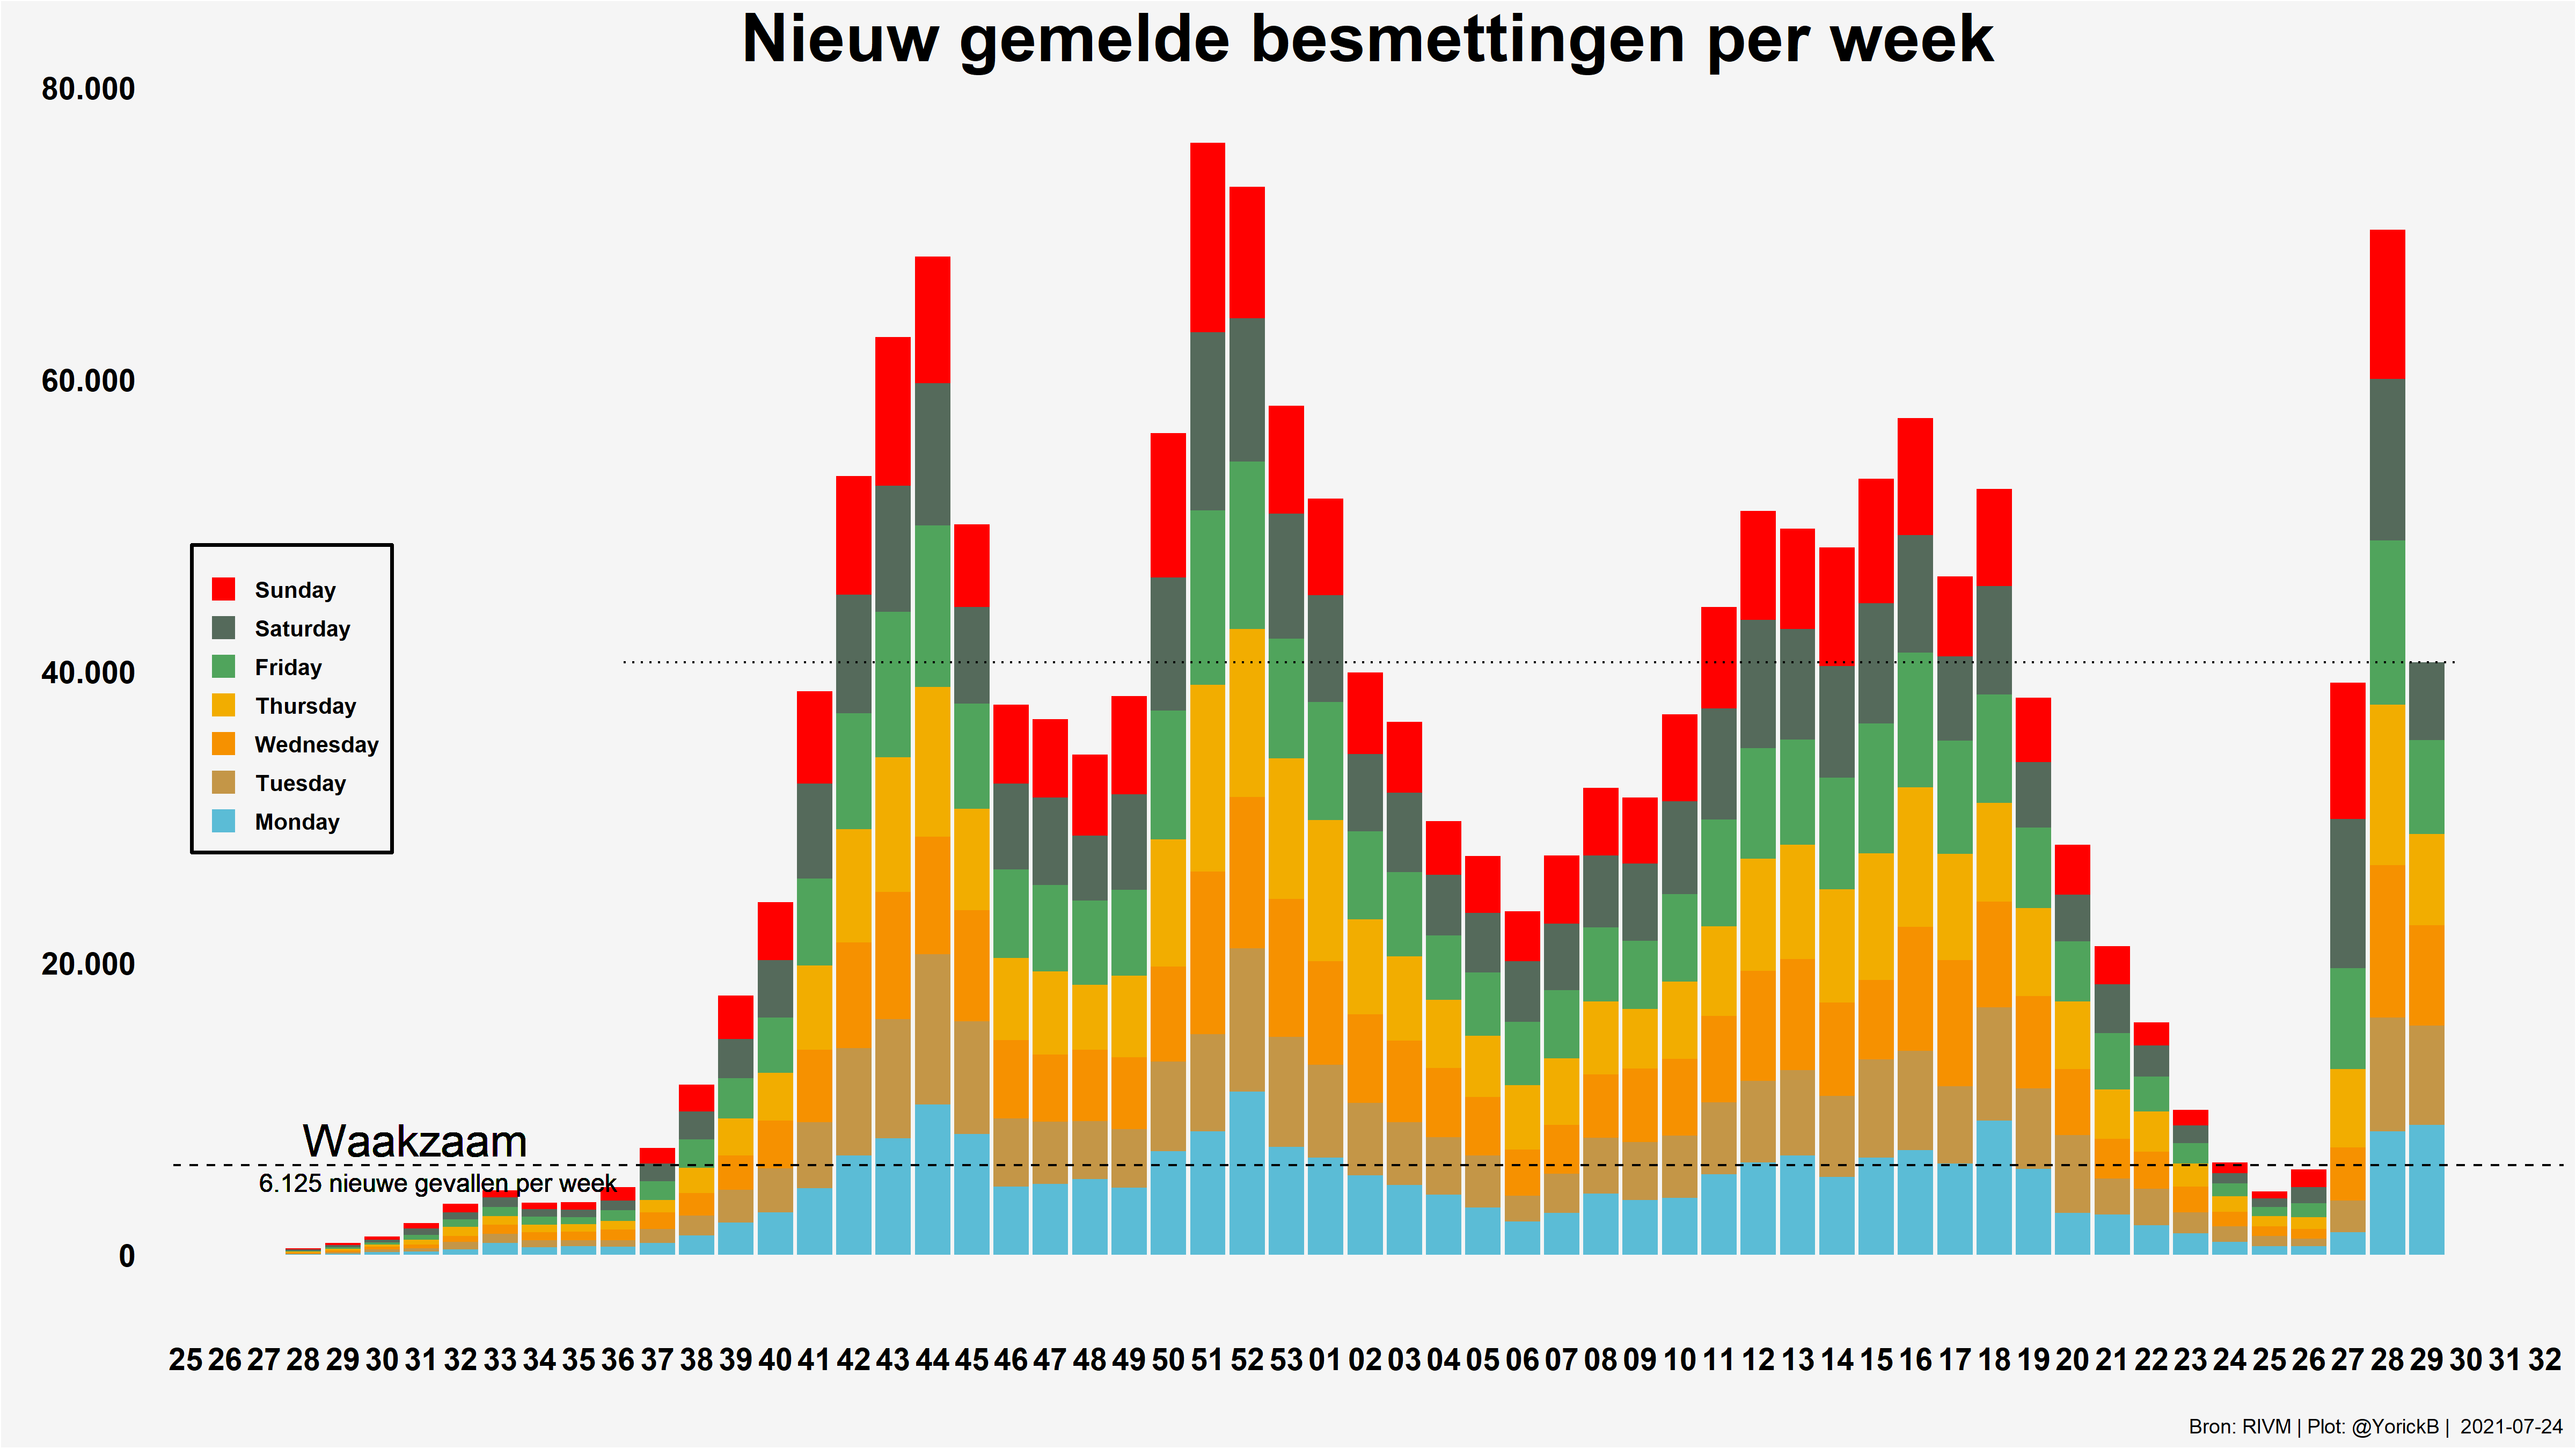 Nieuw gemelde besmettingen per week
80.000
60.000
40.000
20.000
0
Sunday
Saturday
Friday
Thursday
Wednesday
Tuesday
Monday
Waakzaam
6.125 nieuwe gevallen per week
25 26 27 28 29 30 31 32 33 34 35 36 37 38 39 40 41 42 43 44 45 46 47 48 49 50 51 52 53 01 02 03 04 05 06 07 08 09 10 11 12 13 14 15 16 17 18 19 20 21 22 23 24 25 26 27 28 29 30 31 32
Bron: RIVM | Plot: @YorickB | 2021-07-24